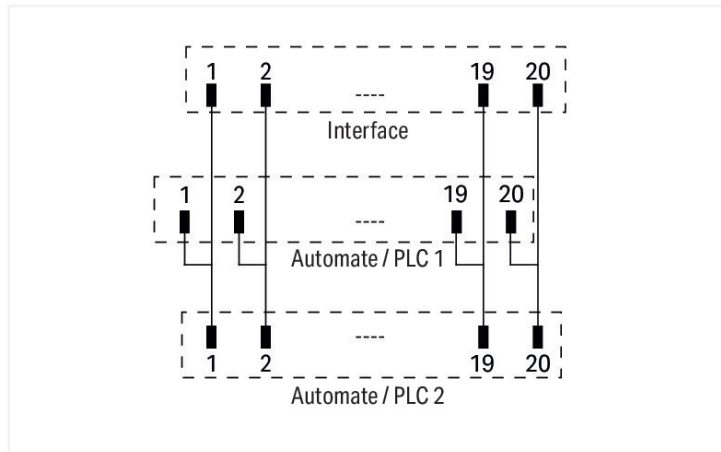 1 2 ---- 19 20
Interface
1 2 ---- 19 20
Automate / PLC 1
1 2 ---- 19 20
Automate / PLC 2